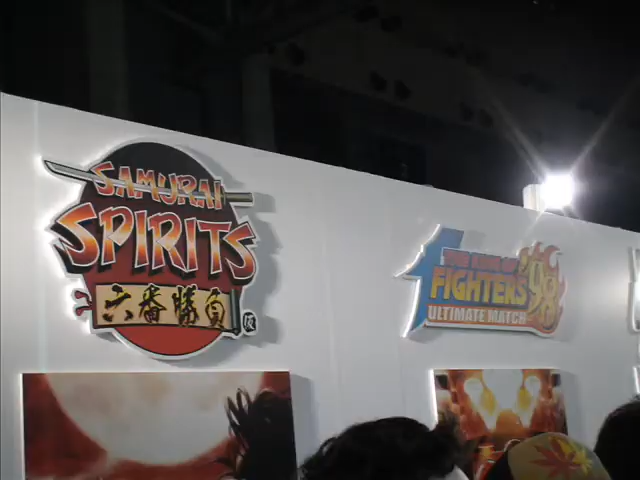 SAMURAI
SPIRITS
六番勝負
THE KING OF
FIGHTERS '98
ULTIMATE MATCH